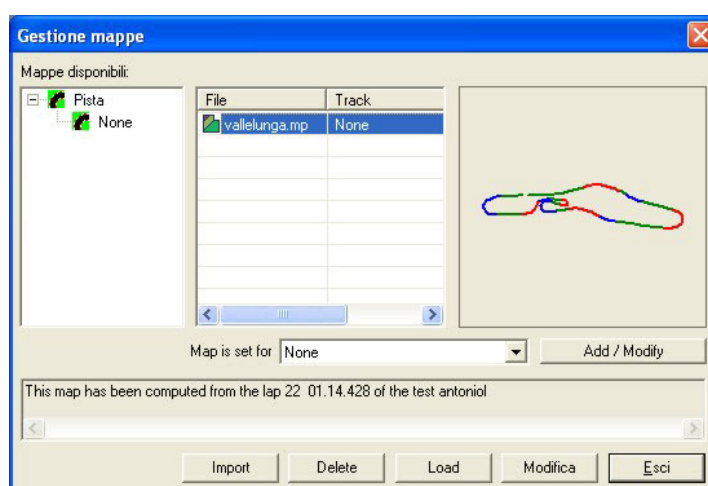 Gestione mappe
Mappe disponibili:
Pista
None
File Track
vallelunga.mp None
Map is set for None Add / Modify
This map has been computed from the lap 22 01.14.428 of the test antoniol
Import Delete Load Modifica Esci